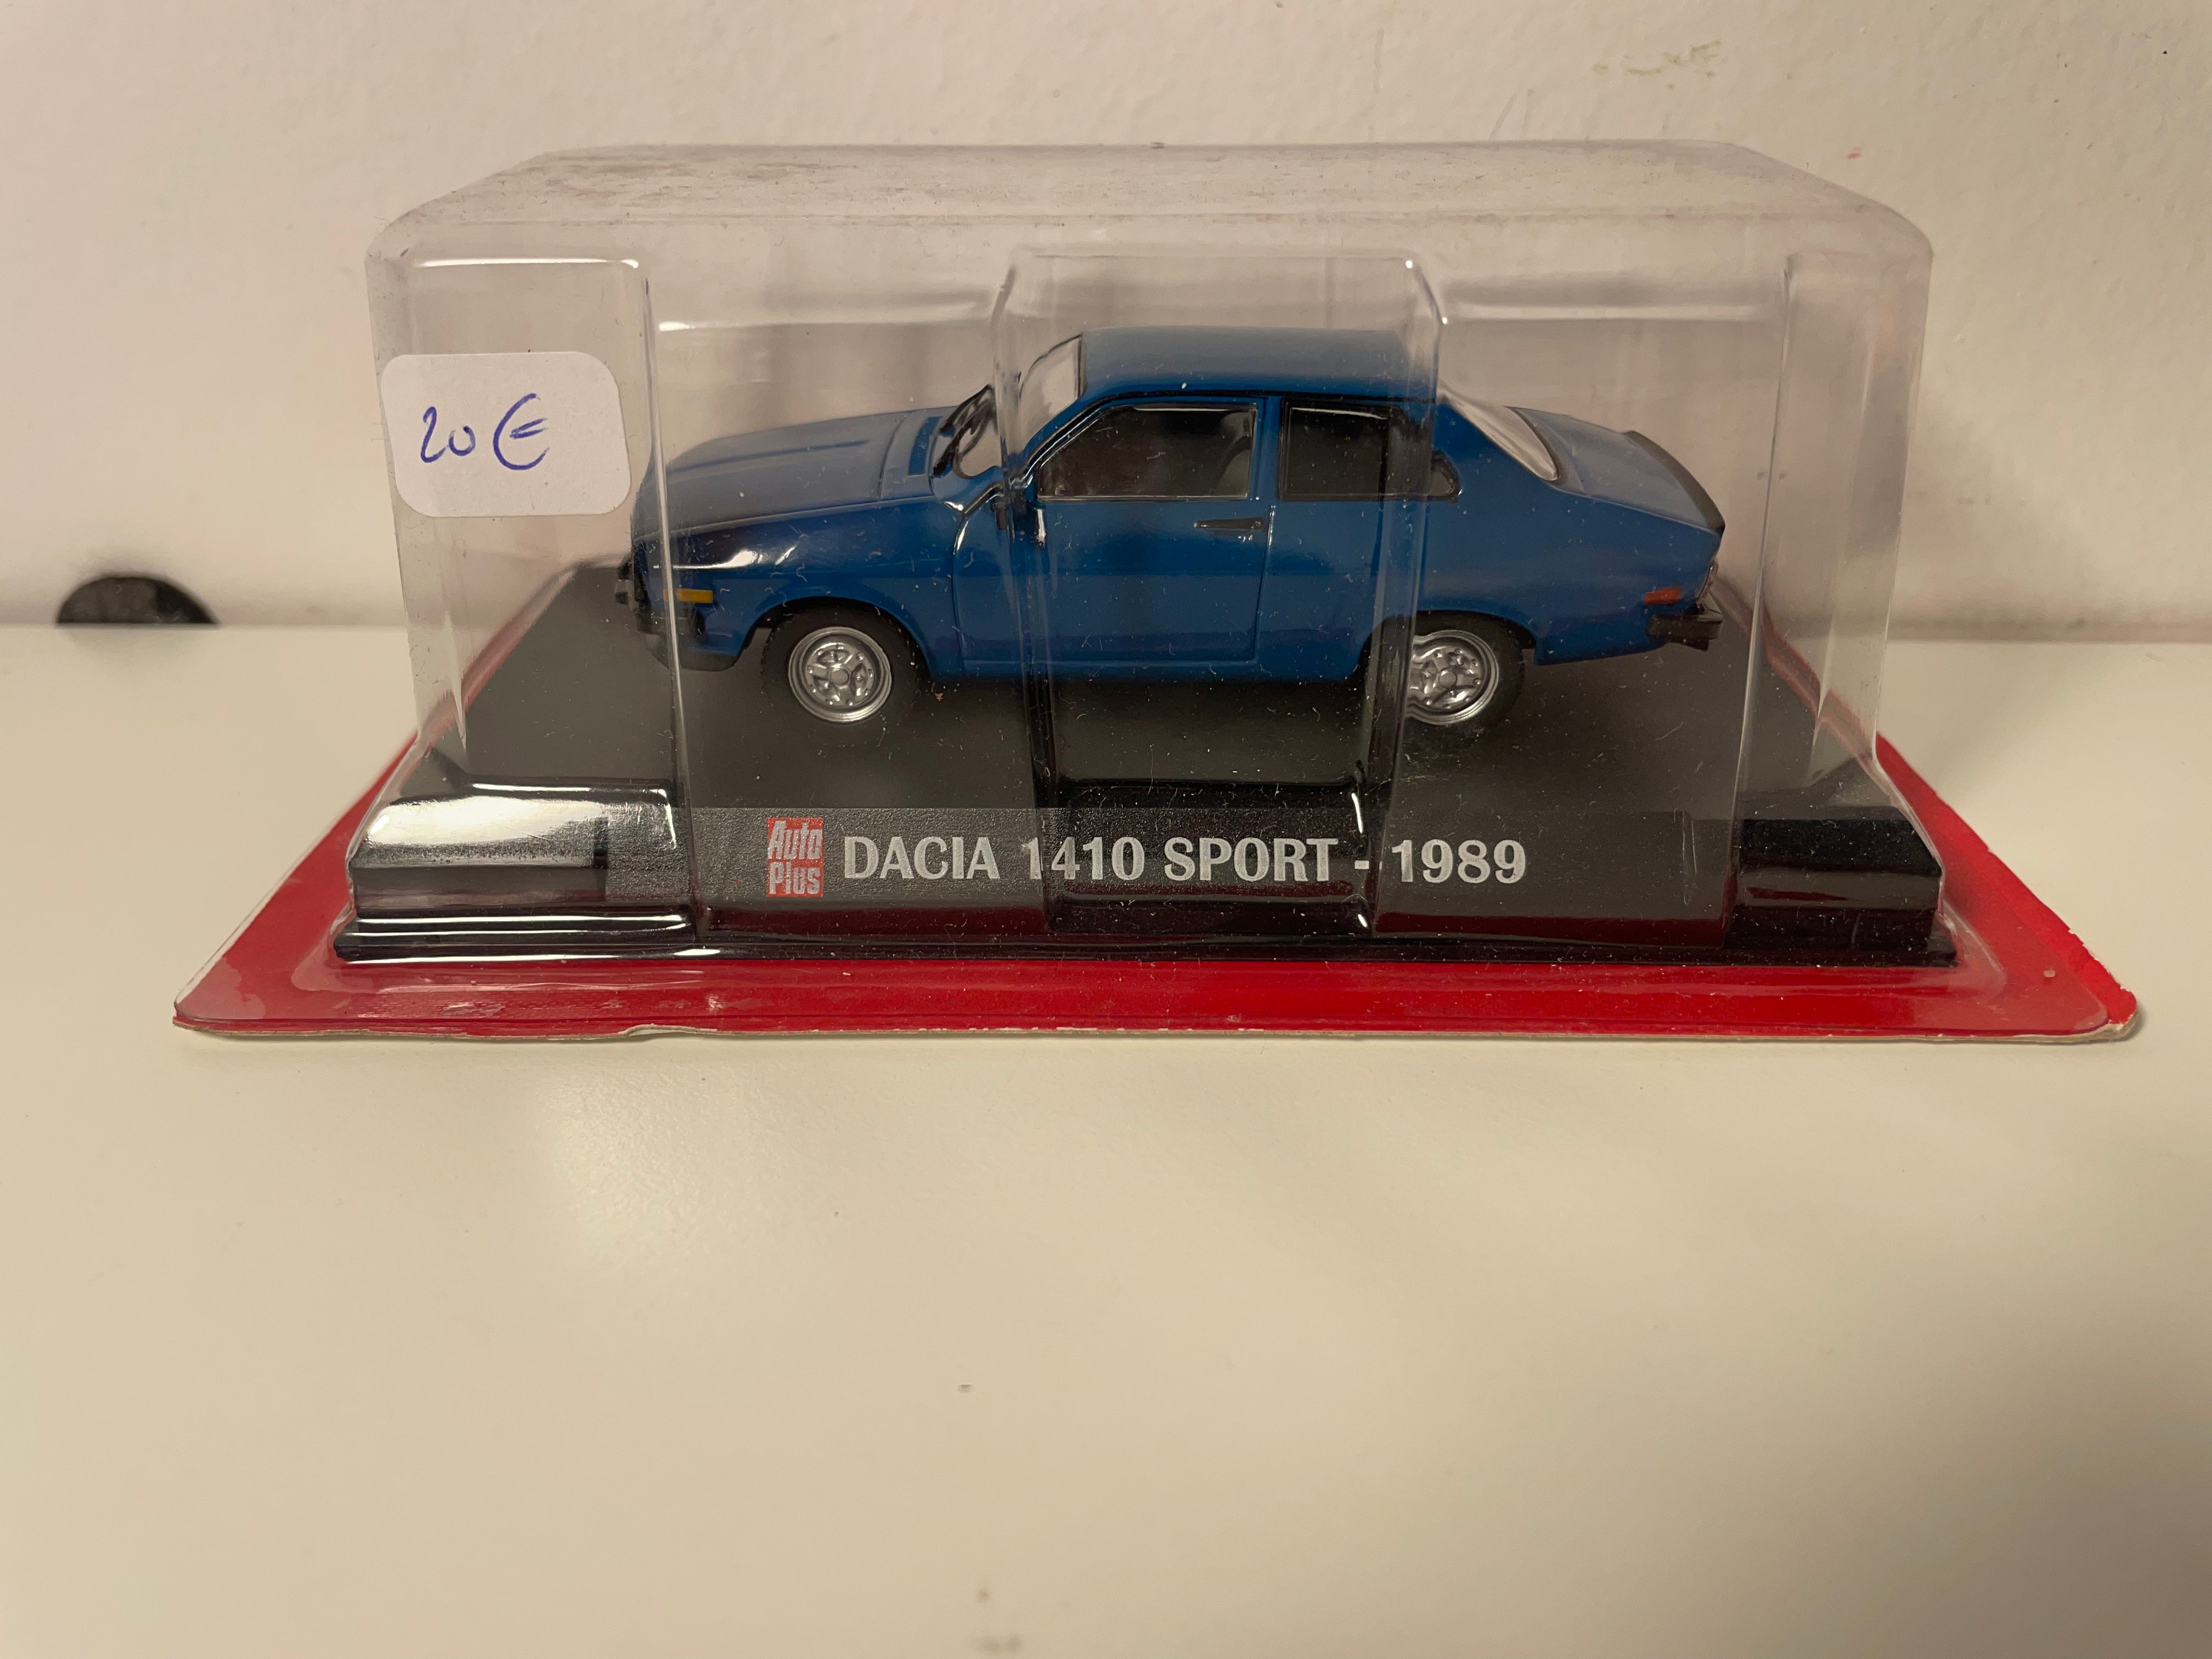 20€
Auto
Plus
DACIA 1410 SPORT - 1989